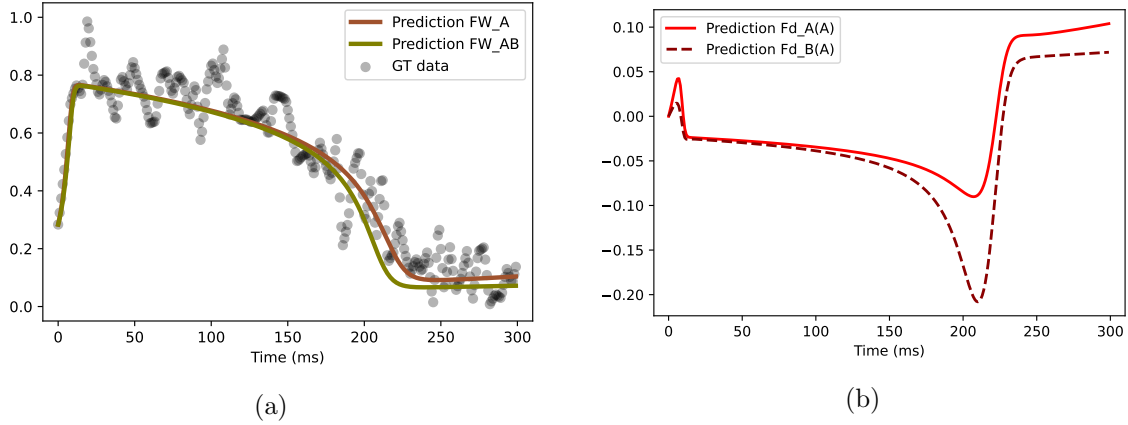 1.0
0.8
0.6
0.4
0.2
0.0
0 50 100 150 200 250 300
Time (ms)
Prediction FW_A
Prediction FW_AB
GT data
(a)
0.10
0.05
0.00
−0.05
−0.10
−0.15
−0.20
0 50 100 150 200 250 300
Time (ms)
Prediction Fd_A(A)
Prediction Fd_B(A)
(b)